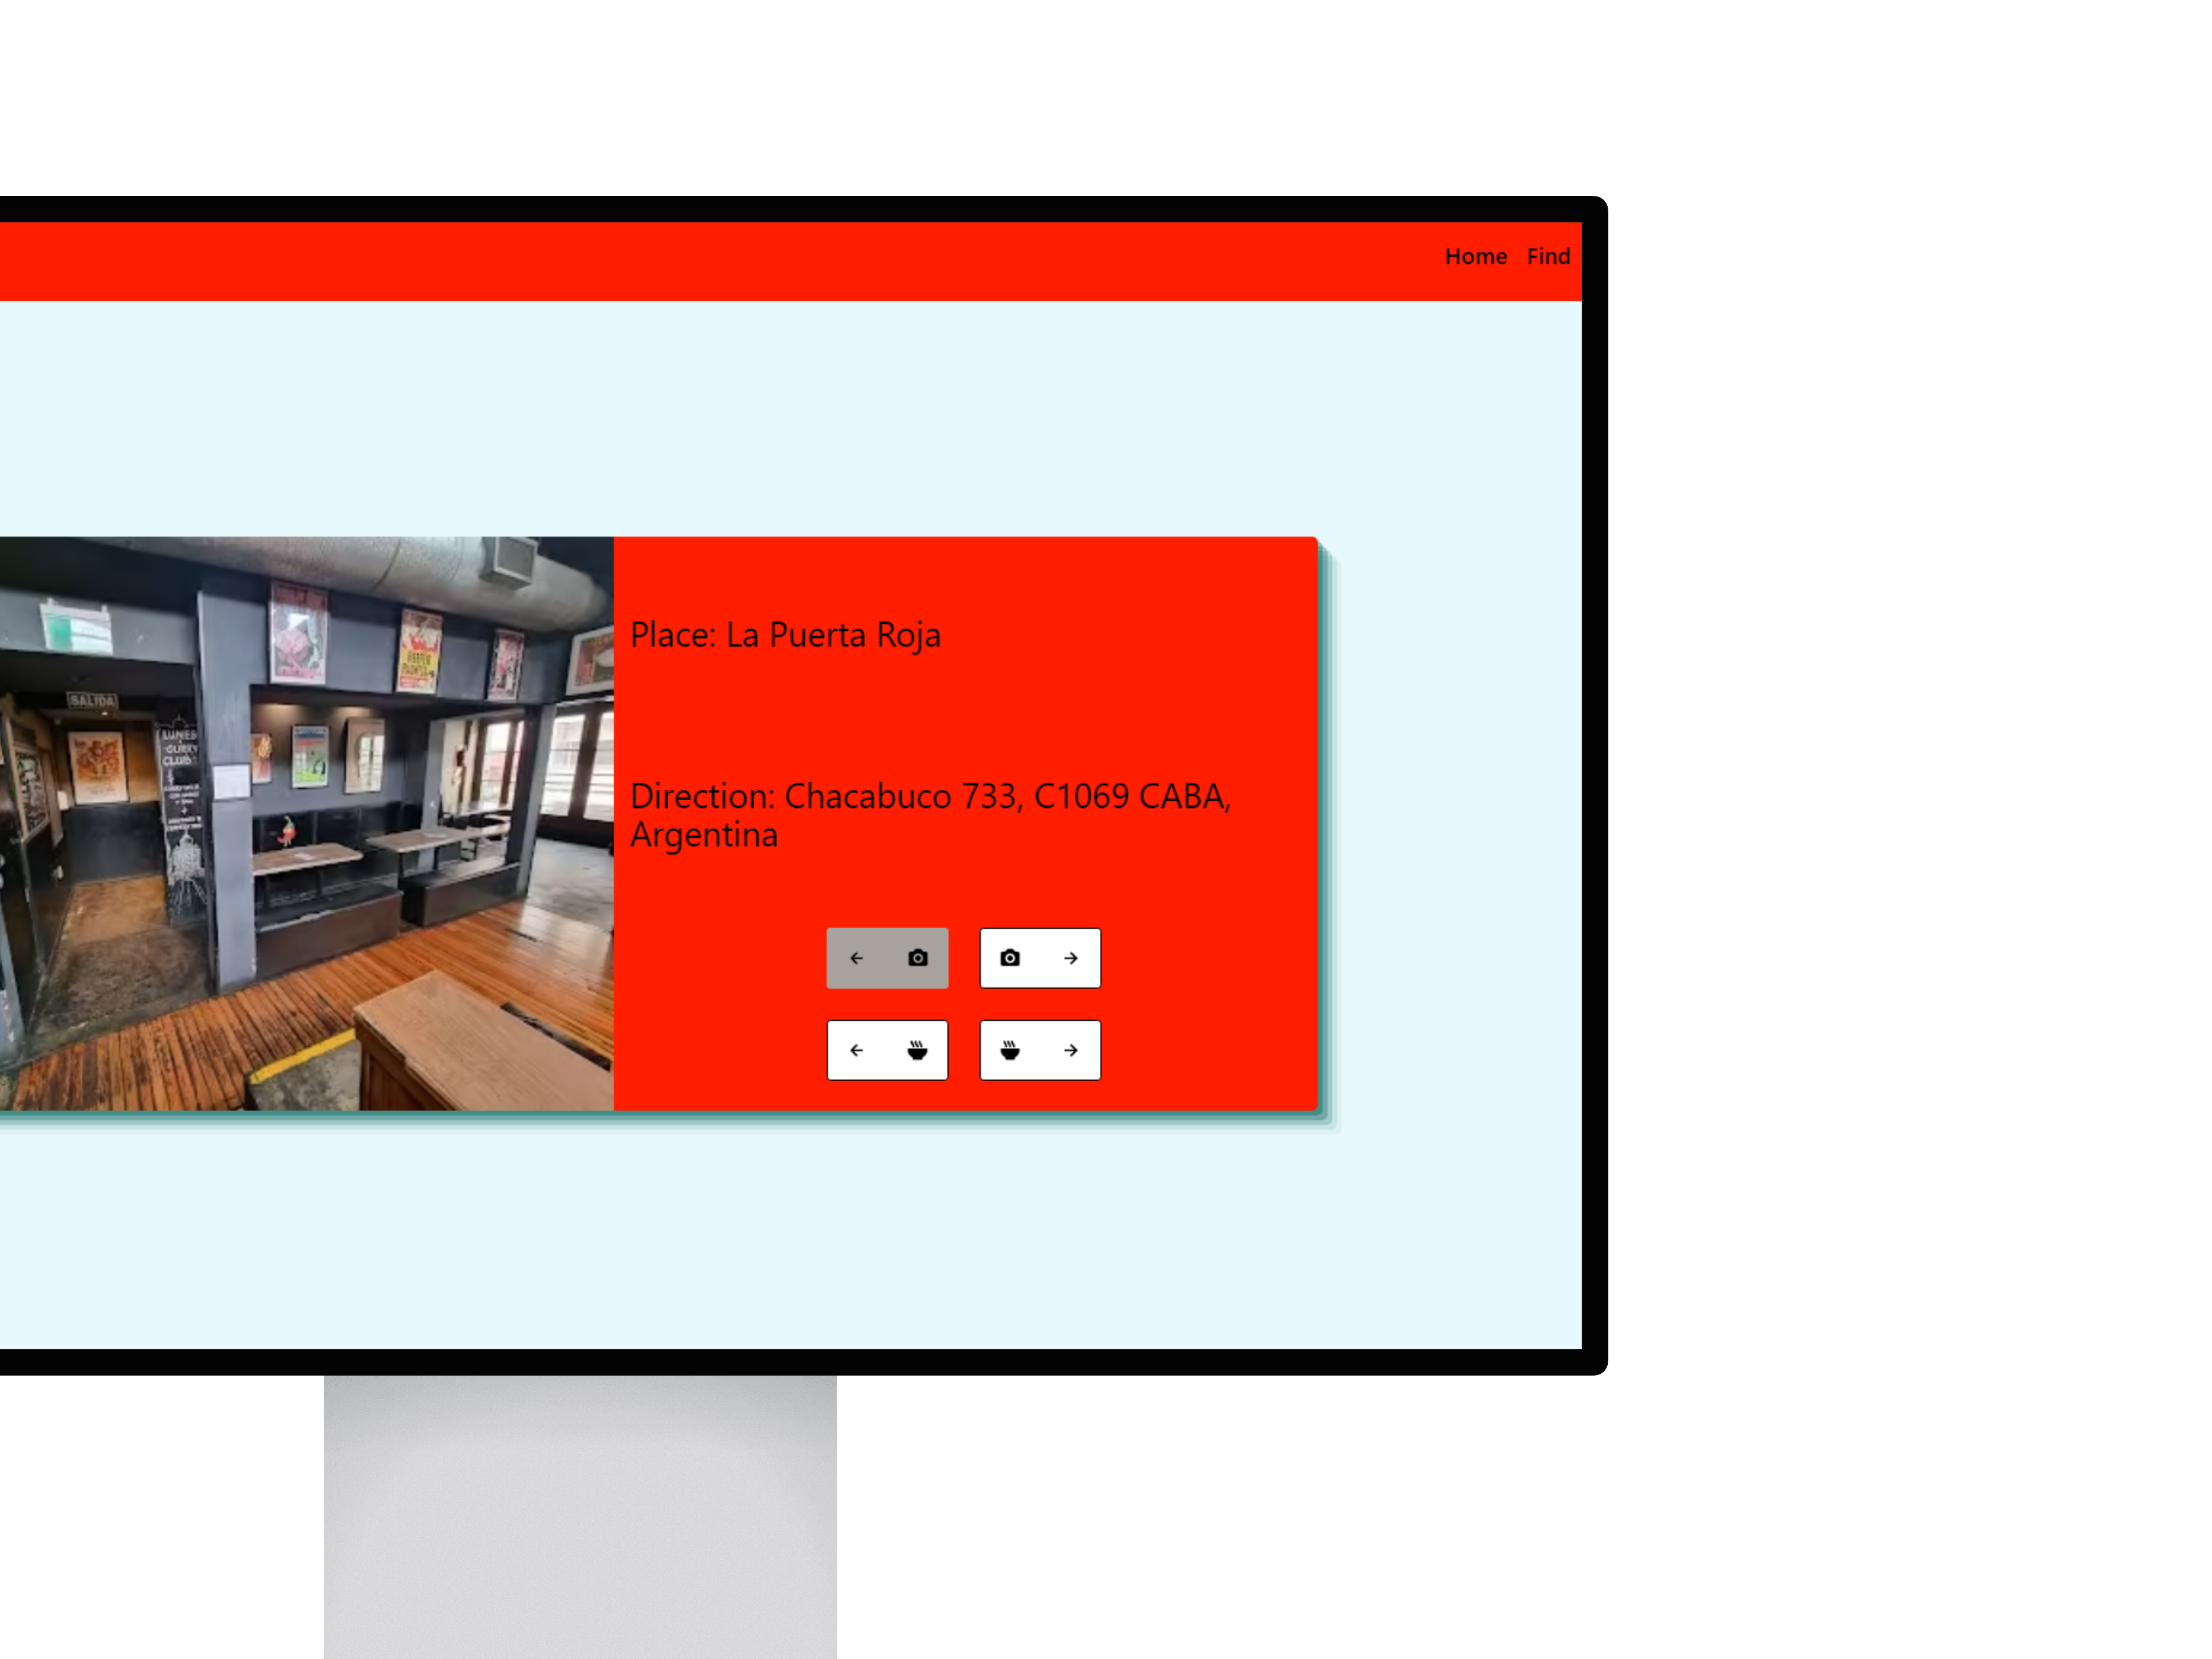 Home Find
SALIDA
LUNES
CURRY
CLUB
Place: La Puerta Roja
Direction: Chacabuco 733, C1069 CABA,
Argentina